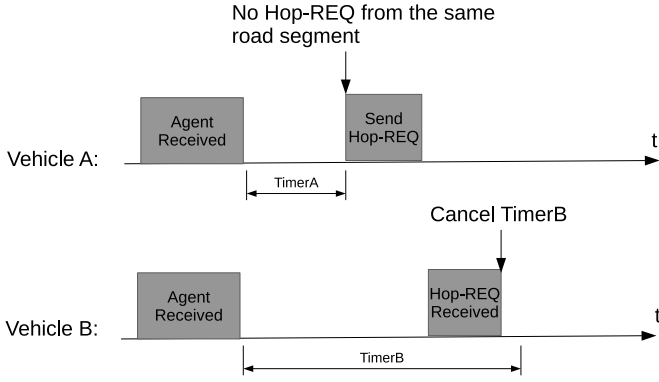 No Hop-REQ from the same
road segment
Agent
Received
Send
Hop-REQ
Vehicle A:
t
TimerA
Cancel TimerB
Agent
Received
Hop-REQ
Received
Vehicle B:
t
TimerB